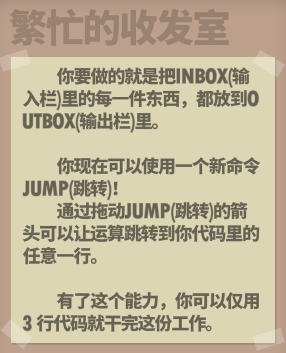 繁忙的收发室
你要做的就是把INBOX(输
入栏)里的每一件东西，都放到O
UTBOX(输出栏)里。
你现在可以使用一个新命令
JUMP(跳转)!
通过拖动JUMP(跳转)的箭
头可以让运算跳转到你代码里的
任意一行。
有了这个能力，你可以仅用
3 行代码就干完这份工作。